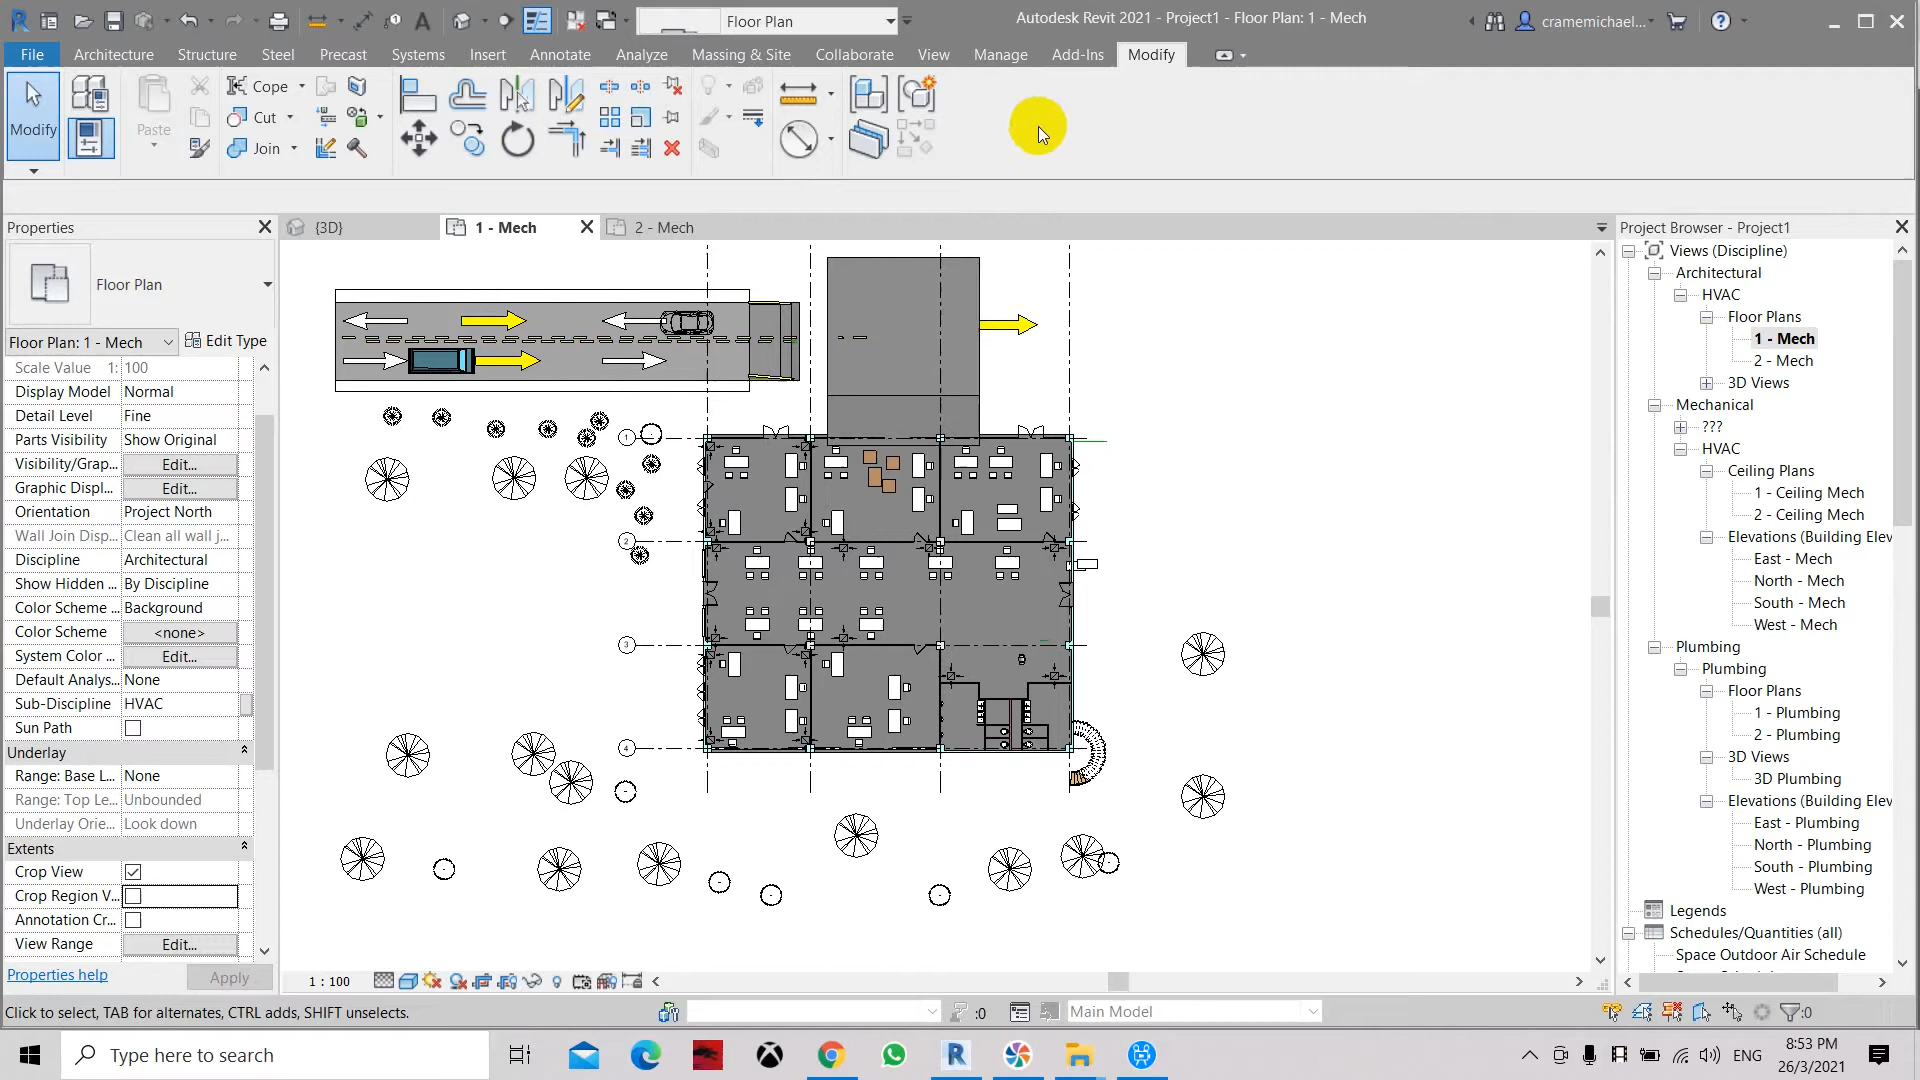 Floor Plan
Autodesk Revit 2021 - Project1 - Floor Plan: 1 - Mech
cramemichael...
File
Architecture
Structure
Steel
Precast
Systems
Insert
Annotate
Analyze
Massing & Site
Collaborate
View
Manage
Add-Ins
Modify
Modify
Paste
Cope
Cut
Join
Properties
{3D}
1 - Mech
2 - Mech
Project Browser - Project1
Floor Plan
Floor Plan: 1 - Mech
Edit Type
Scale Value 1: 100
Display Model Normal
Detail Level Fine
Parts Visibility Show Original
Visibility/Grap... Edit...
Graphic Displ... Edit...
Orientation Project North
Wall Join Disp... Clean all wall j...
Discipline Architectural
Show Hidden ... By Discipline
Color Scheme ... Background
Color Scheme <none>
System Color ... Edit...
Default Analys... None
Sub-Discipline HVAC
Sun Path
Underlay
Range: Base L... None
Range: Top Le... Unbounded
Underlay Orie... Look down
Extents
Crop View
Crop Region V...
Annotation Cr...
View Range Edit...
Properties help
Apply
1
2
3
4
Views (Discipline)
Architectural
HVAC
Floor Plans
1 - Mech
2 - Mech
3D Views
Mechanical
???
HVAC
Ceiling Plans
1 - Ceiling Mech
2 - Ceiling Mech
Elevations (Building Elev
East - Mech
North - Mech
South - Mech
West - Mech
Plumbing
Plumbing
Floor Plans
1 - Plumbing
2 - Plumbing
3D Views
3D Plumbing
Elevations (Building Elev
East - Plumbing
North - Plumbing
South - Plumbing
West - Plumbing
Legends
Schedules/Quantities (all)
Space Outdoor Air Schedule
1 : 100
Click to select, TAB for alternates, CTRL adds, SHIFT unselects.
:0
Main Model
:0
Type here to search
ENG
8:53 PM
26/3/2021